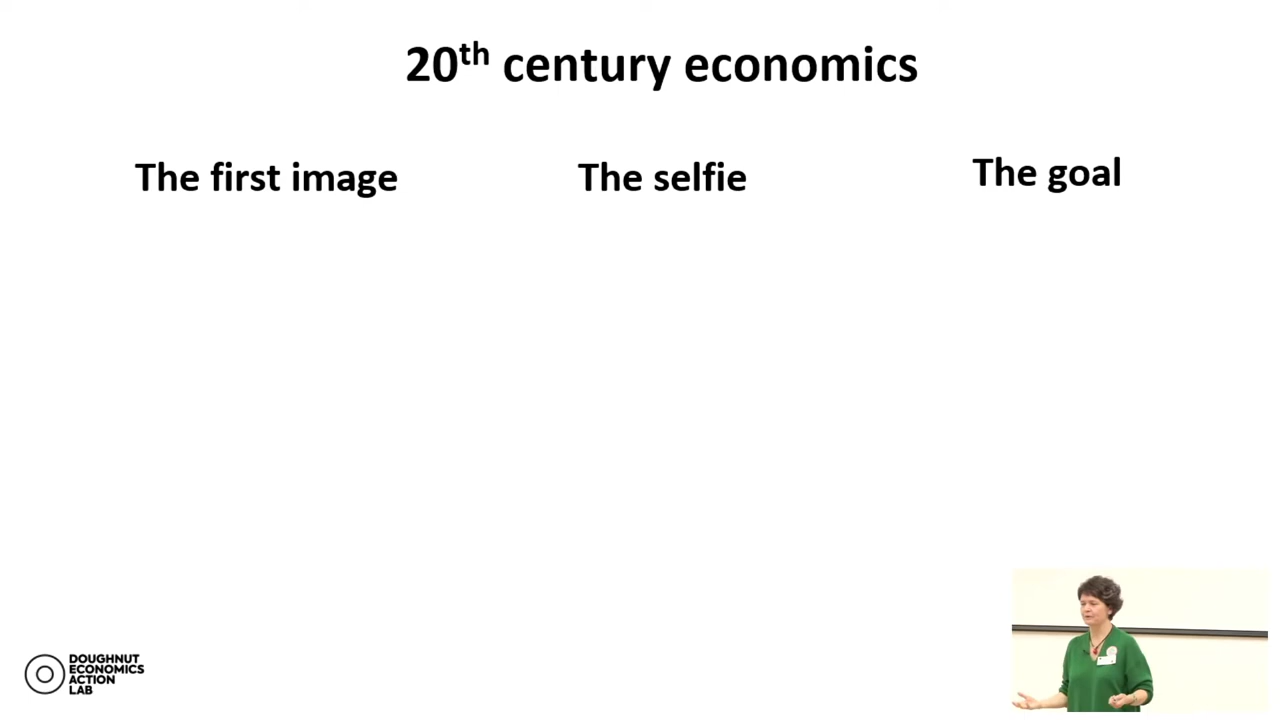 20th century economics
The first image
The selfie
The goal
DOUGHNUT
ECONOMICS
ACTION
LAB